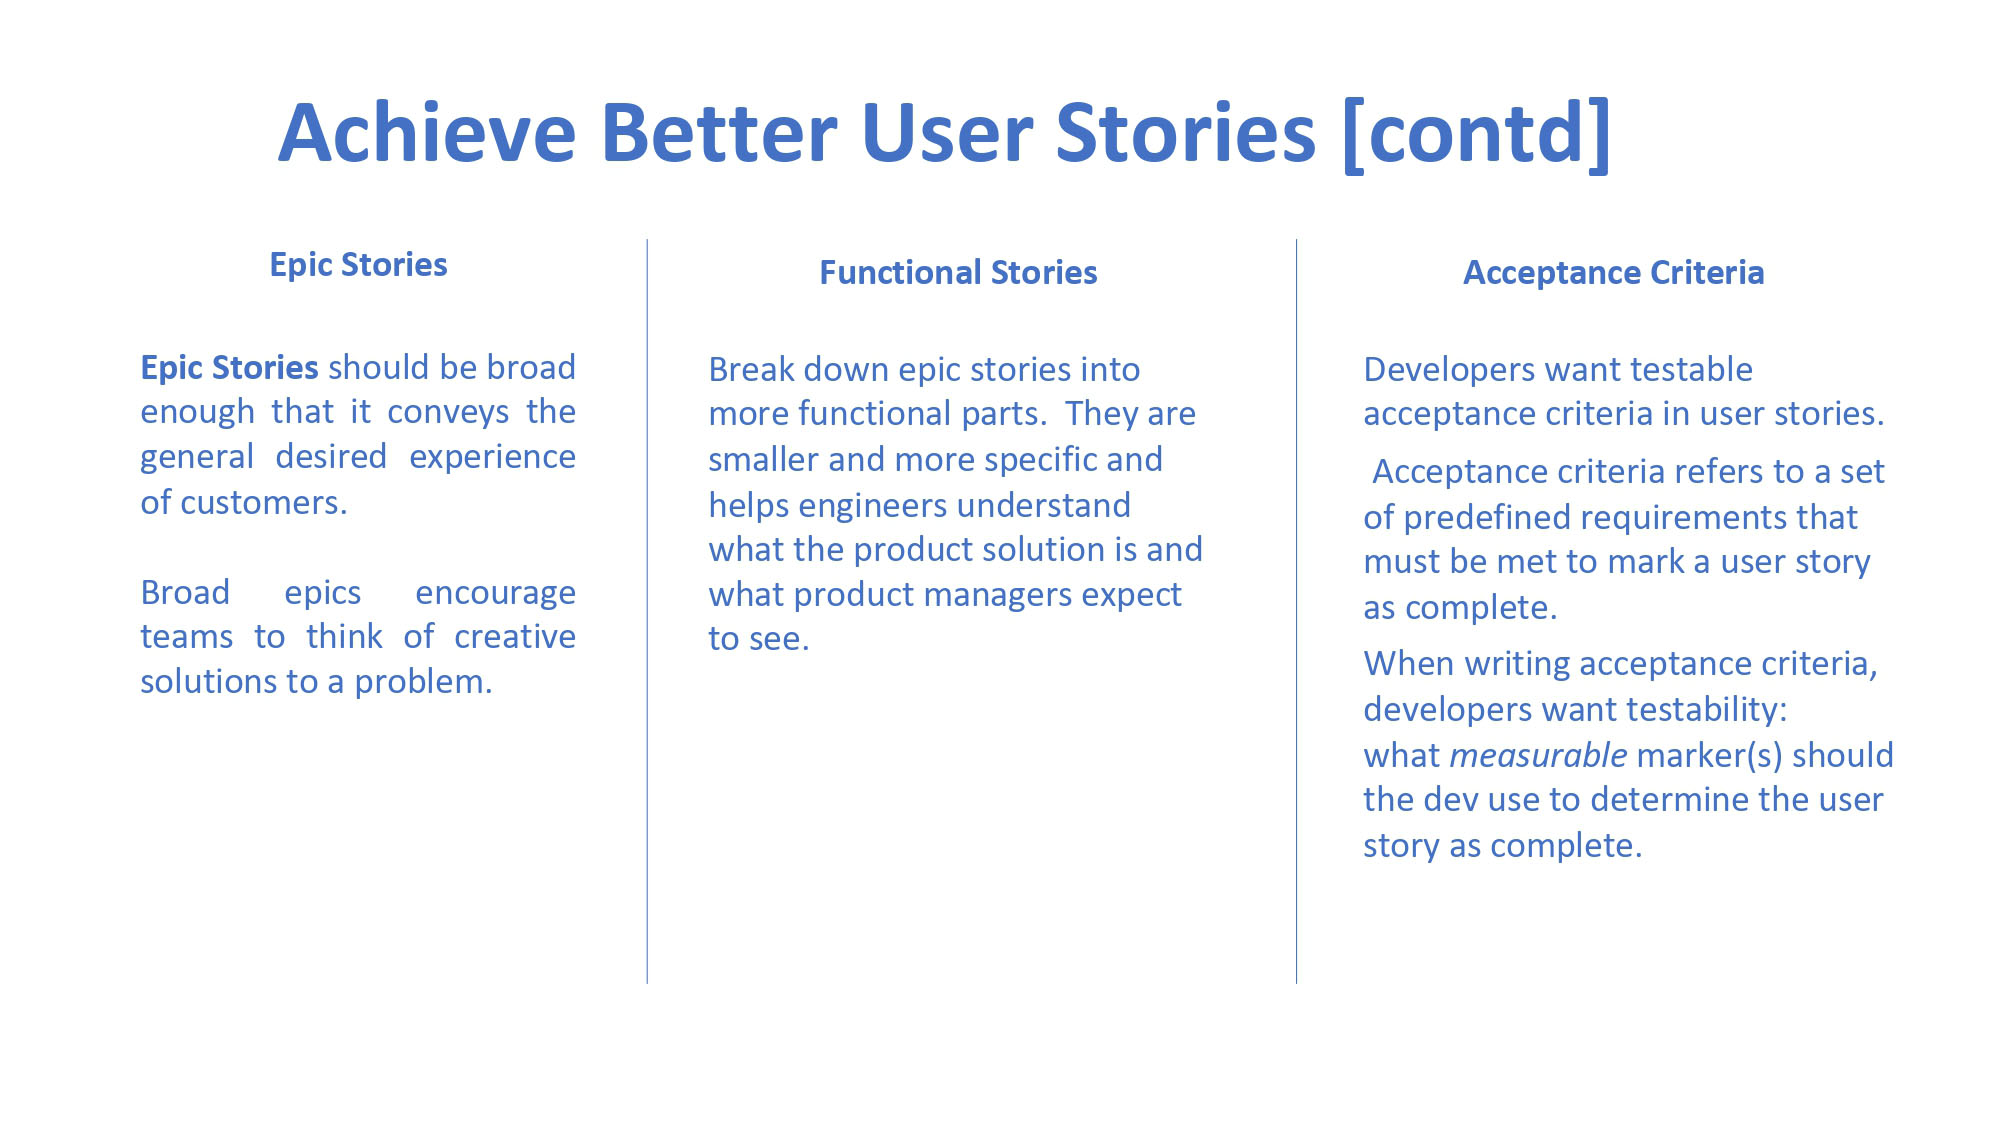 Achieve Better User Stories [contd]
Epic Stories
Epic Stories should be broad
enough that it conveys the
general desired experience
of customers.
Broad epics encourage
teams to think of creative
solutions to a problem.
Functional Stories
Break down epic stories into
more functional parts.  They are
smaller and more specific and
helps engineers understand
what the product solution is and
what product managers expect
to see.
Acceptance Criteria
Developers want testable
acceptance criteria in user stories.
Acceptance criteria refers to a set
of predefined requirements that
must be met to mark a user story
as complete.
When writing acceptance criteria,
developers want testability:
what measurable marker(s) should
the dev use to determine the user
story as complete.